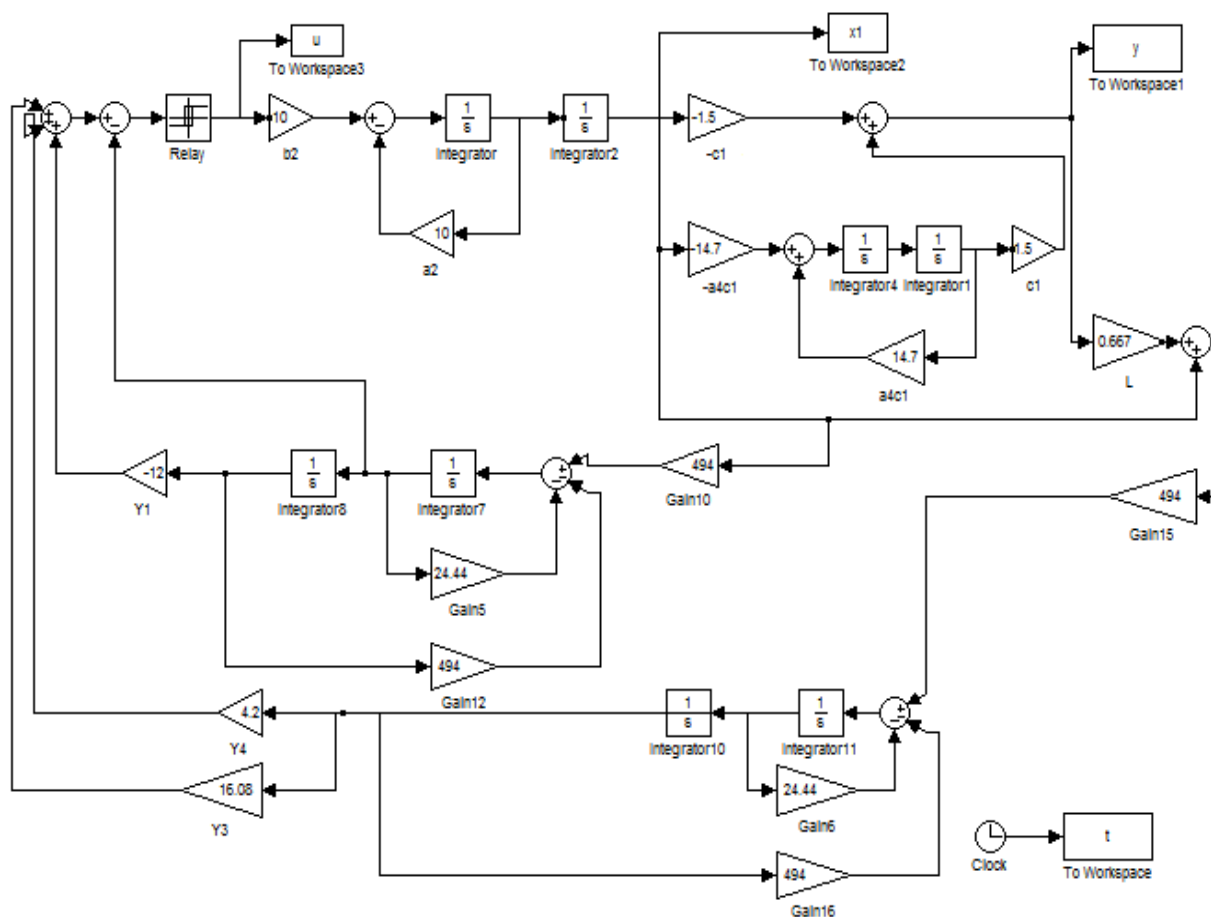 u
To Workspace3
x1
To Workspace2
y
To Workspace1
Relay
10
b2
1
s
Integrator
1
s
Integrator2
-1.5
-c1
10
a2
-14.7
-a4c1
1
s
Integrator4
1
s
Integrator1
1.5
c1
14.7
a4c1
0.667
L
-12
Y1
1
s
Integrator8
1
s
Integrator7
494
Gain10
494
Gain15
24.44
Gain5
494
Gain12
4.2
Y4
1
s
Integrator10
1
s
Integrator11
16.08
Y3
24.44
Gain6
494
Gain16
Clock
t
To Workspace